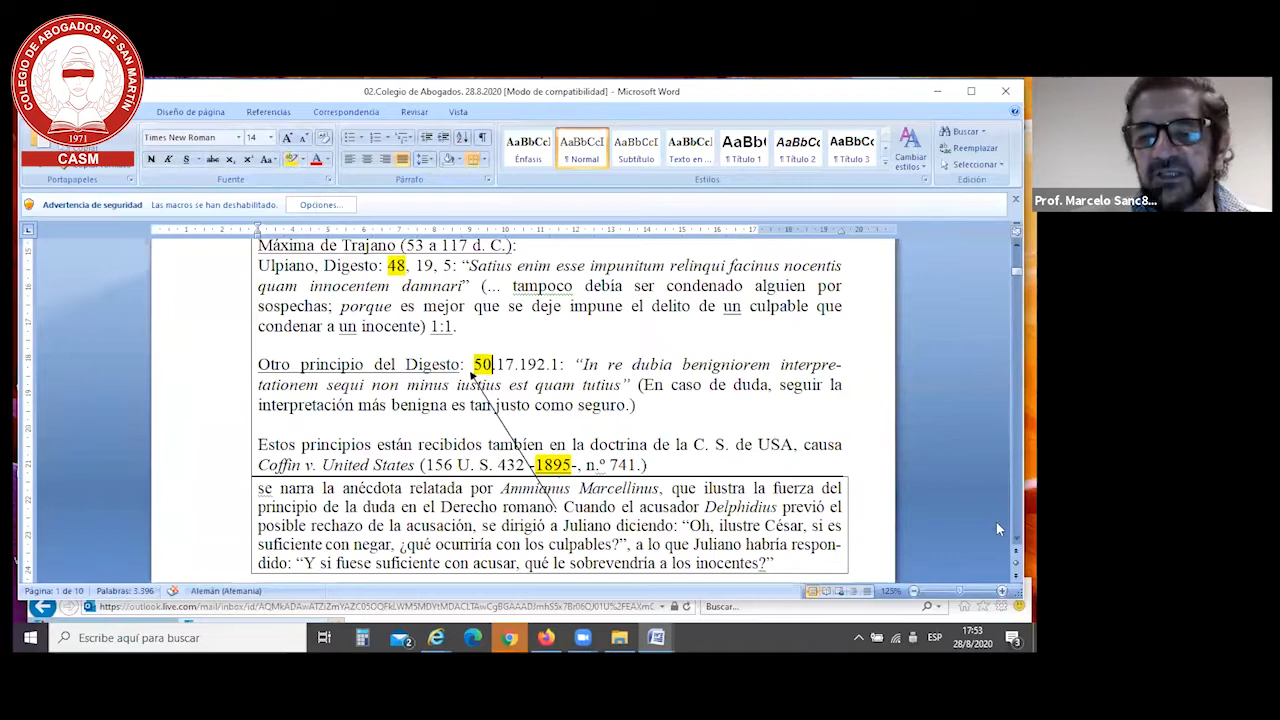 COLEGIO DE ABOGADOS DE SAN MARTÍN
1971
CASM
02.Colegio de Abogados. 28.8.2020 [Modo de compatibilidad] - Microsoft Word
Diseño de página Referencias Correspondencia Revisar Vista
Times New Roman 14
AaBbCcI AaBbCcI AaBbCcI AaBbCcI AaBbC AaBbCc AaBbCc
Énfasis ¶ Normal Subtítulo Texto en ... ¶ Título 1 ¶ Título 2 ¶ Título 3
Cambiar estilos
Buscar
Reemplazar
Seleccionar
Portapapeles Fuente Párrafo Estilos Edición
Advertencia de seguridad Las macros se han deshabilitado. Opciones...
Prof. Marcelo Sanc8...
Máxima de Trajano (53 a 117 d. C.):
Ulpiano, Digesto: 48, 19, 5: “Satius enim esse impunitum relinqui facinus nocentis
quam innocentem damnari” (... tampoco debía ser condenado alguien por
sospechas; porque es mejor que se deje impune el delito de un culpable que
condenar a un inocente) 1:1.
Otro principio del Digesto: 50.17.192.1: “In re dubia benigniorem interpre-
tationem sequi non minus iustius est quam tutius” (En caso de duda, seguir la
interpretación más benigna es tan justo como seguro.)
Estos principios están recibidos tambíen en la doctrina de la C. S. de USA, causa
Coffin v. United States (156 U. S. 432 -1895-, n.º 741.)
se narra la anécdota relatada por Ammianus Marcellinus, que ilustra la fuerza del
principio de la duda en el Derecho romano. Cuando el acusador Delphidius previó el
posible rechazo de la acusación, se dirigió a Juliano diciendo: “Oh, ilustre César, si es
suficiente con negar, ¿qué ocurriría con los culpables?”, a lo que Juliano habría respon-
dido: “Y si fuese suficiente con acusar, qué le sobrevendría a los inocentes?”
Página: 1 de 10 Palabras: 3.396 Alemán (Alemania) 125%
Buscar...
Escribe aquí para buscar
ESP
17:53
28/8/2020